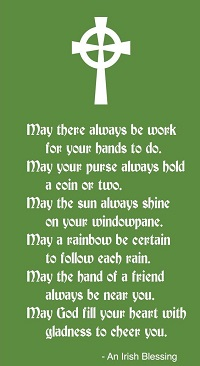 May there always be work
for your hands to do.
May your purse always hold
a coin or two.
May the sun always shine
on your windowpane.
May a rainbow be certain
to follow each rain.
May the hand of a friend
always be near you.
May God fill your heart with
gladness to cheer you.
- An Irish Blessing